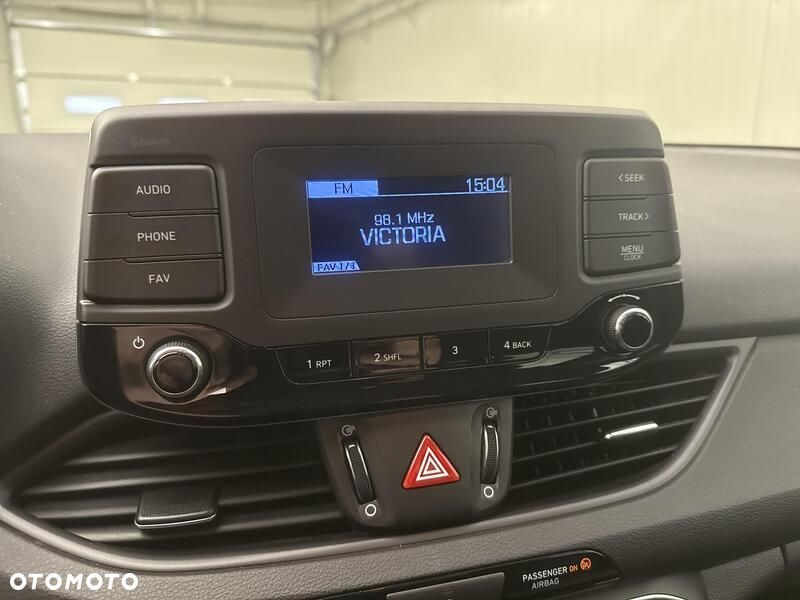 Bluetooth
AUDIO
PHONE
FAV
FM 15:04
98.1 MHz
VICTORIA
FAV 1/3
< SEEK
TRACK >
MENU
CLOCK
1 RPT
2 SHFL
3
4 BACK
PASSENGER ON
AIRBAG
OTOMOTO